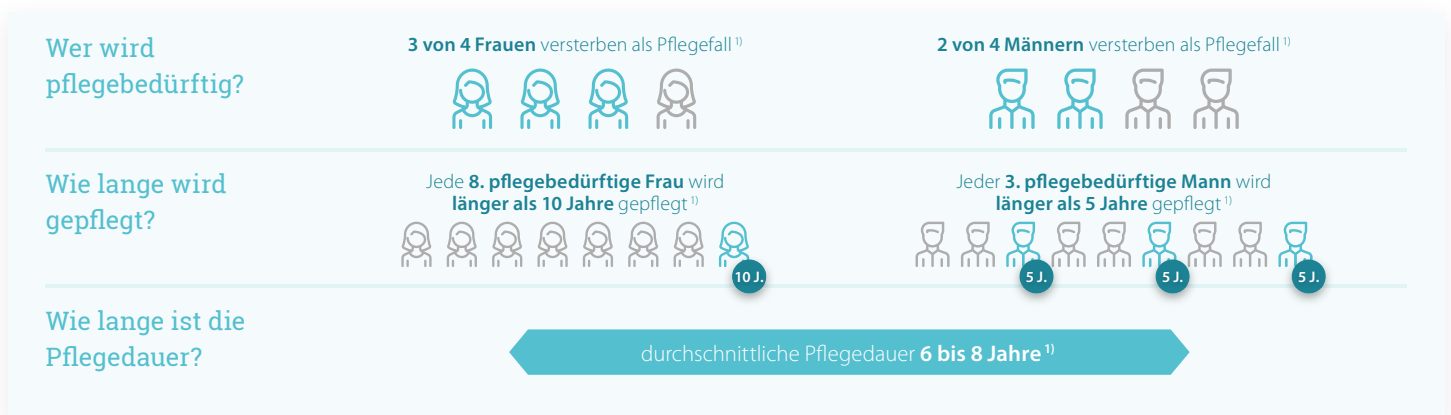 Wer wird
pflegebedürftig?
3 von 4 Frauen versterben als Pflegefall 1)
2 von 4 Männern versterben als Pflegefall 1)
Wie lange wird
gepflegt?
Jede 8. pflegebedürftige Frau wird
länger als 10 Jahre gepflegt 1)
10 J.
Jeder 3. pflegebedürftige Mann wird
länger als 5 Jahre gepflegt 1)
5 J.
5 J.
5 J.
Wie lange ist die
Pflegedauer?
durchschnittliche Pflegedauer 6 bis 8 Jahre 1)